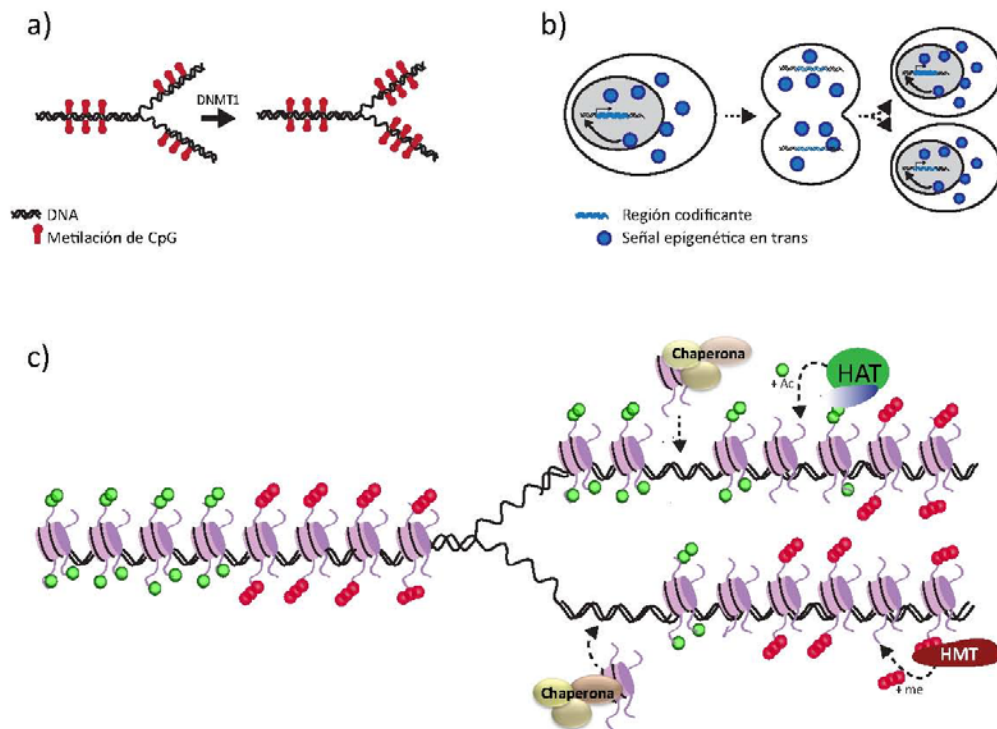 a)
DNMT1
DNA
Metilación de CpG
b)
Región codificante
Señal epigenética en trans
c)
Chaperona
+ Ac
HAT
Chaperona
HMT
+ me